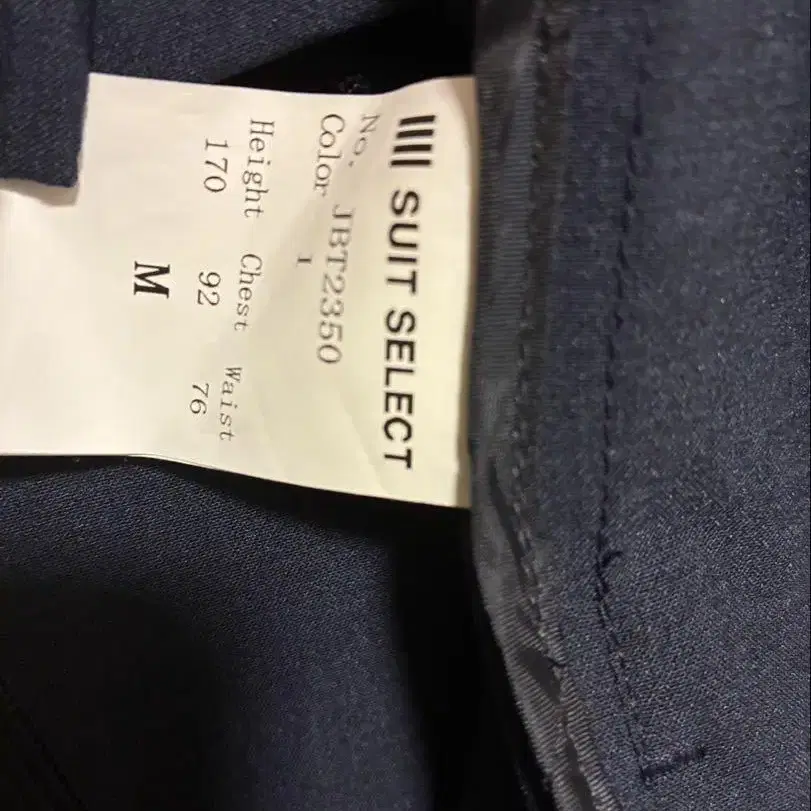 SUIT SELECT
No. JBT2350
Color 1
Height Chest Waist
170 92 76
M